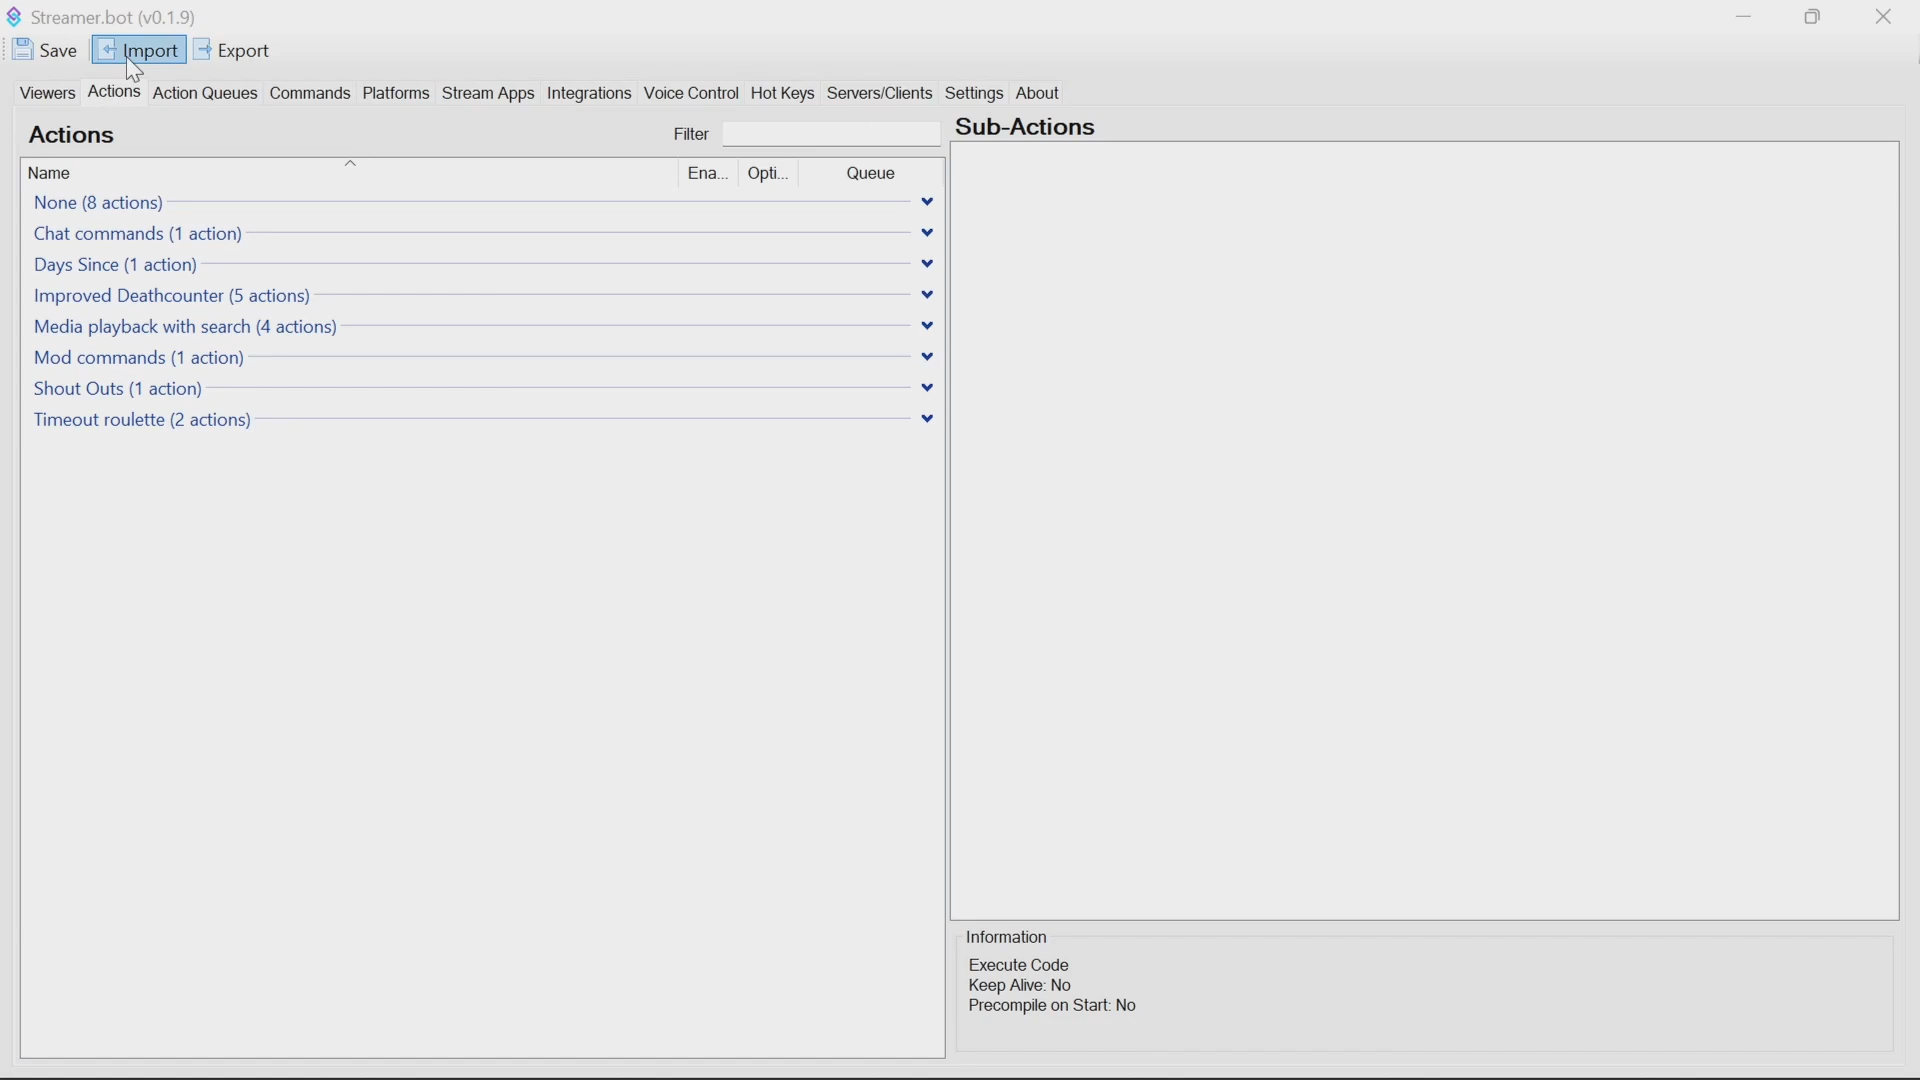 Streamer.bot (v0.1.9)
Save Import Export
Viewers Actions Action Queues Commands Platforms Stream Apps Integrations Voice Control Hot Keys Servers/Clients Settings About
Actions Filter
Name Ena... Opti... Queue
None (8 actions)
Chat commands (1 action)
Days Since (1 action)
Improved Deathcounter (5 actions)
Media playback with search (4 actions)
Mod commands (1 action)
Shout Outs (1 action)
Timeout roulette (2 actions)
Sub-Actions
Information
Execute Code
Keep Alive: No
Precompile on Start: No